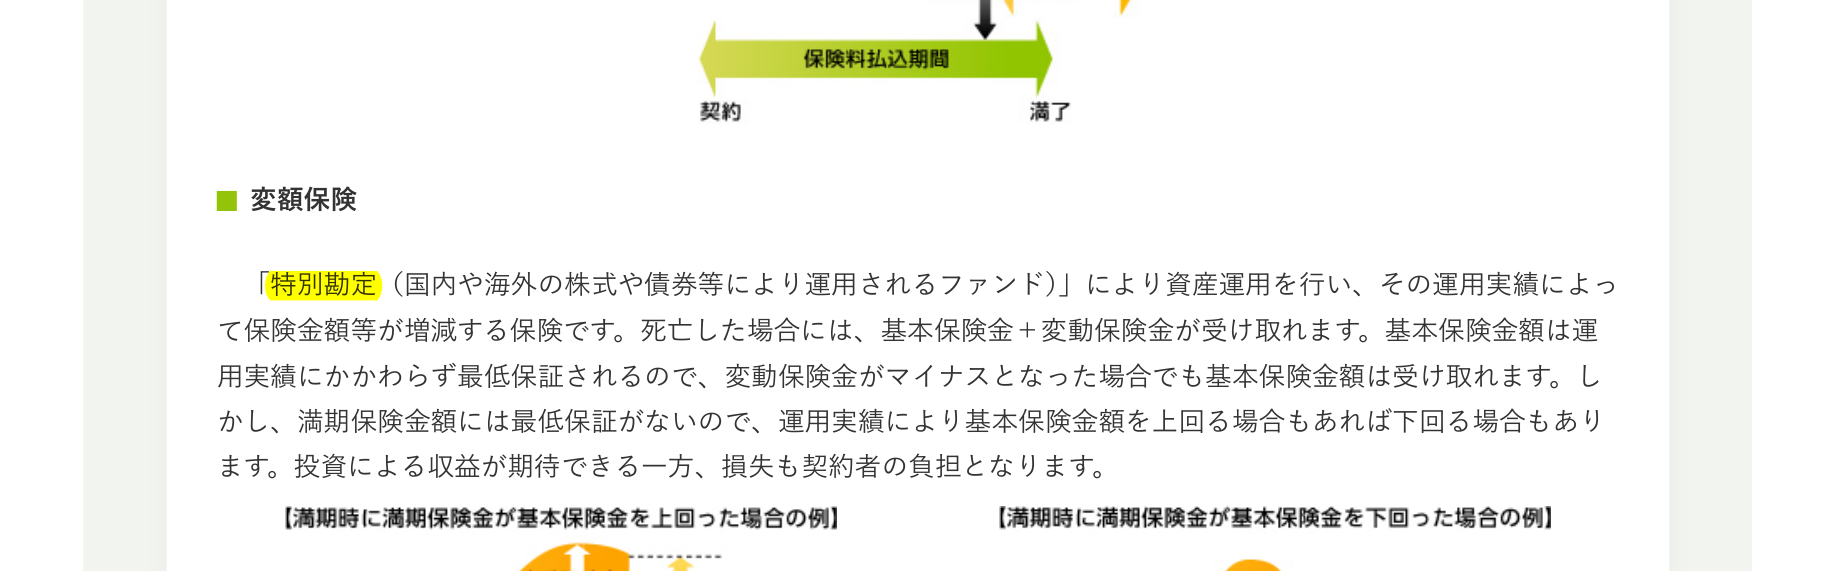 保険料払込期間
契約 満了
変額保険
「特別勘定（国内や海外の株式や債券等により運用されるファンド）」により資産運用を行い、その運用実績によっ
て保険金額等が増減する保険です。死亡した場合には、基本保険金＋変動保険金が受け取れます。基本保険金額は運
用実績にかかわらず最低保証されるので、変動保険金がマイナスとなった場合でも基本保険金額は受け取れます。し
かし、満期保険金額には最低保証がないので、運用実績により基本保険金額を上回る場合もあれば下回る場合もあり
ます。投資による収益が期待できる一方、損失も契約者の負担となります。
【満期時に満期保険金が基本保険金を上回った場合の例】 【満期時に満期保険金が基本保険金を下回った場合の例】